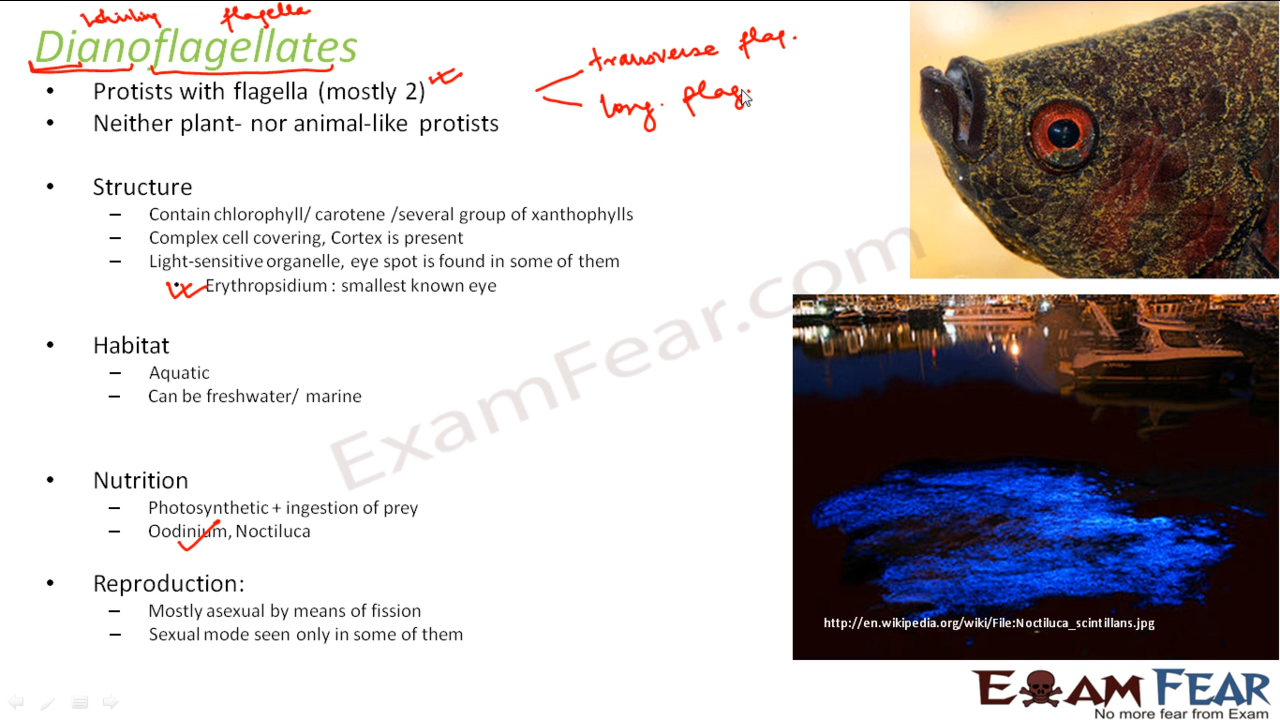 whirling flagella
Dianoflagellates
transverse flag.
long. flag.
• Protists with flagella (mostly 2)
• Neither plant- nor animal-like protists
• Structure
– Contain chlorophyll/ carotene /several group of xanthophylls
– Complex cell covering, Cortex is present
– Light-sensitive organelle, eye spot is found in some of them
• Erythropsidium : smallest known eye
• Habitat
– Aquatic
– Can be freshwater/ marine
• Nutrition
– Photosynthetic + ingestion of prey
– Oodinium, Noctiluca
• Reproduction:
– Mostly asexual by means of fission
– Sexual mode seen only in some of them
ExamFear.com
http://en.wikipedia.org/wiki/File:Noctiluca_scintillans.jpg
EXAM FEAR
No more fear from Exam